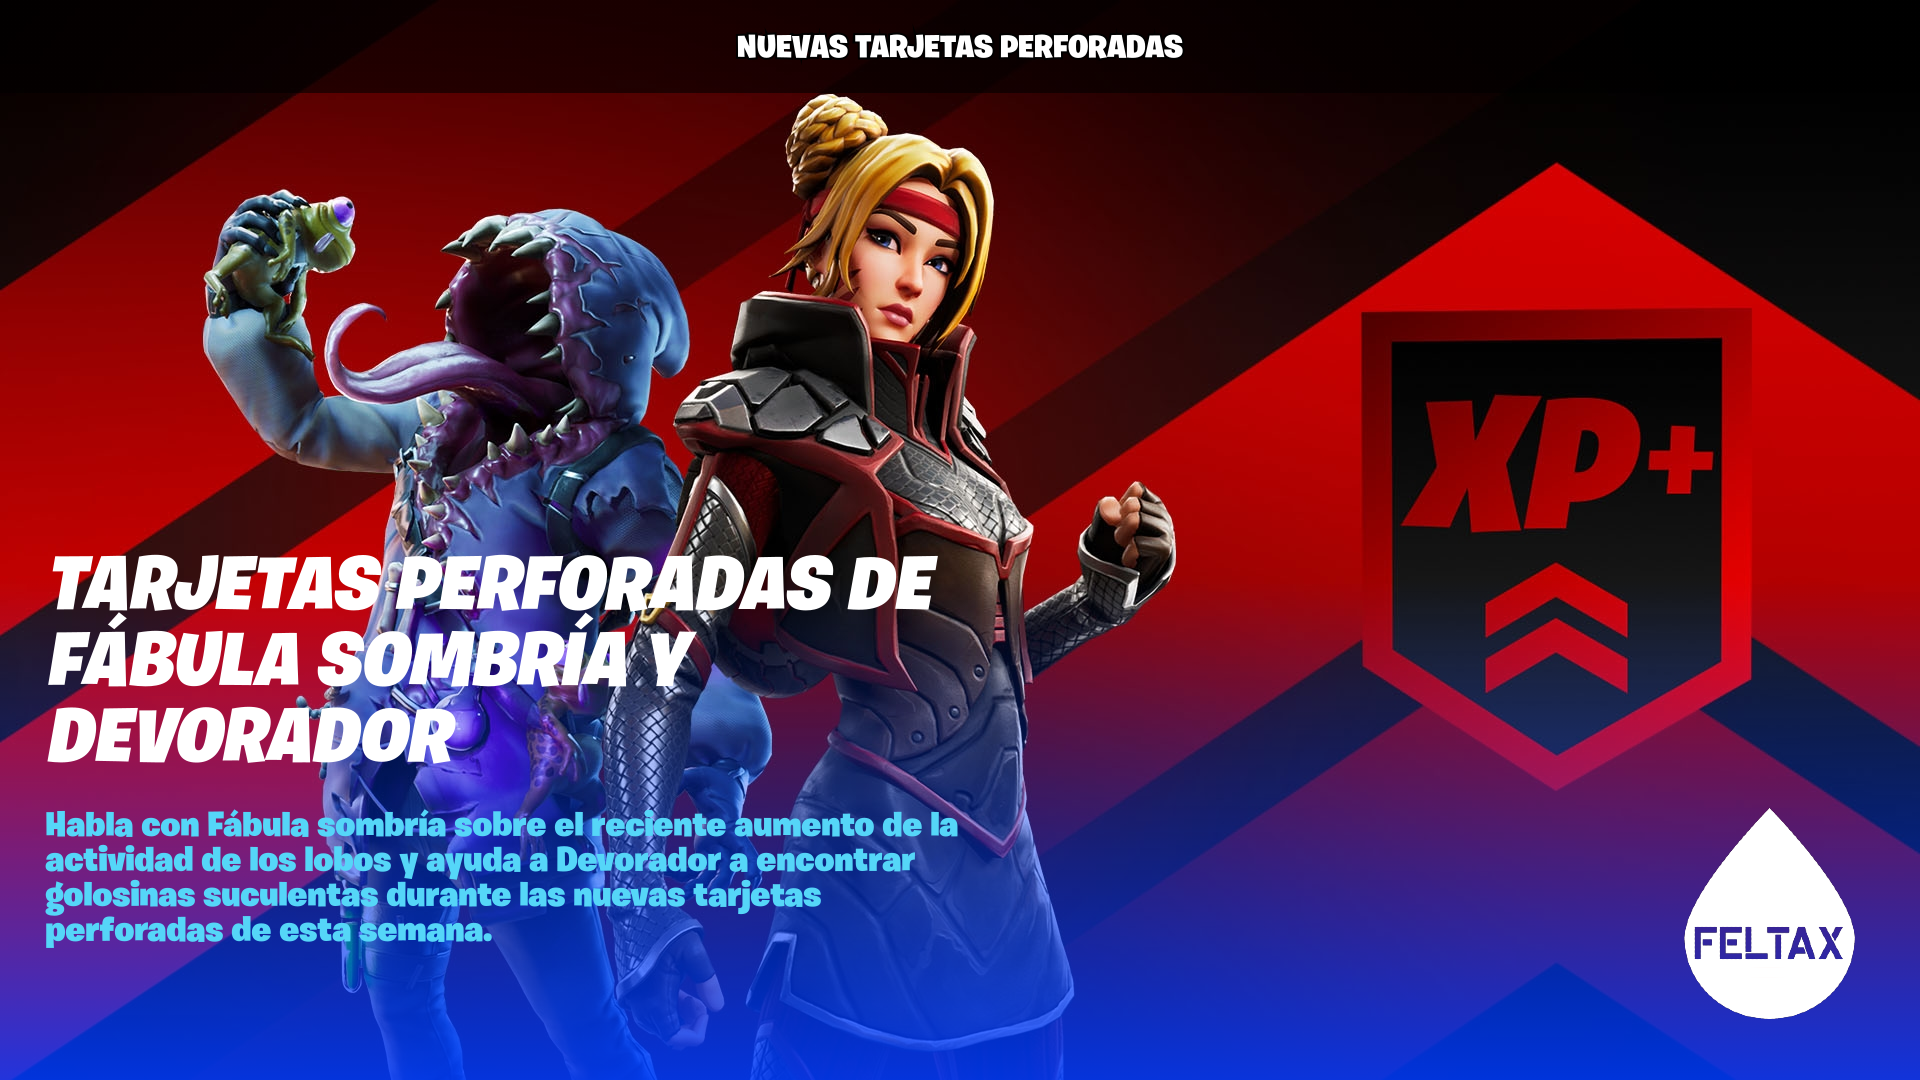 NUEVAS TARJETAS PERFORADAS
XP+
TARJETAS PERFORADAS DE
FÁBULA SOMBRÍA Y
DEVORADOR
Habla con Fábula sombría sobre el reciente aumento de la
actividad de los lobos y ayuda a Devorador a encontrar
golosinas suculentas durante las nuevas tarjetas
perforadas de esta semana.
FELTAX